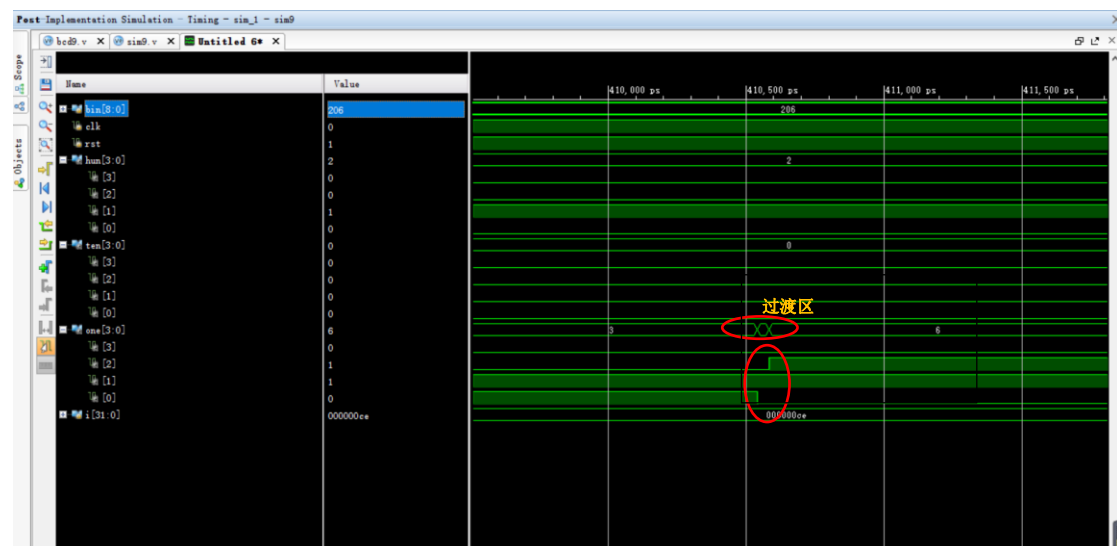 Post-Implementation Simulation - Timing - sim_1 - sim9
bcd9.v × sim9.v × Untitled 6* ×
Scope
Objects
Name Value
410,000 ps 410,500 ps 411,000 ps 411,500 ps
bin[8:0] 206 206
clk 0
rst 1
hun[3:0] 2 2
[3] 0
[2] 0
[1] 1
[0] 0
ten[3:0] 0 0
[3] 0
[2] 0
[1] 0
[0] 0
过渡区
one[3:0] 6 3 6
[3] 0
[2] 1
[1] 1
[0] 0
i[31:0] 000000ce 000000ce